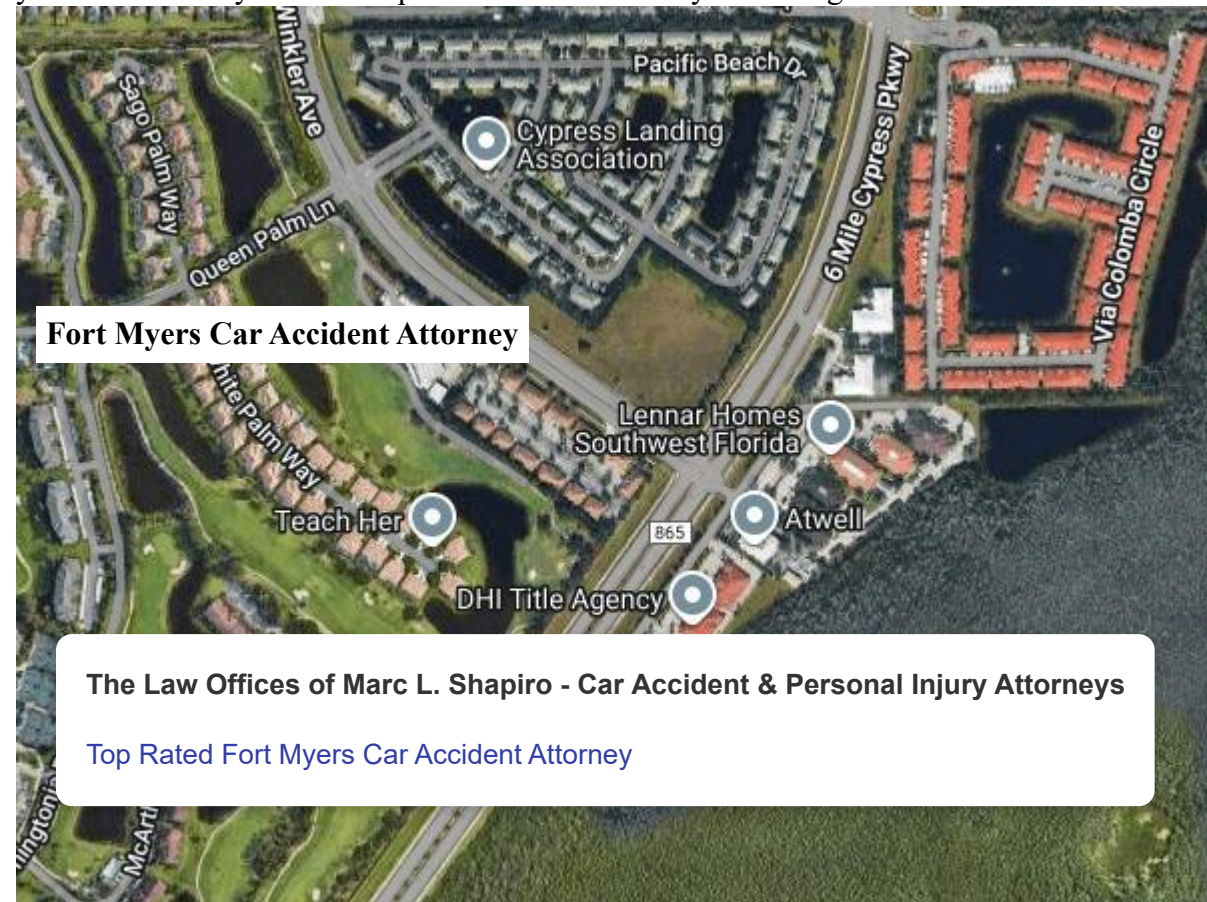 Pacific Beach Dr
Winkler Ave
Sago Palm Way
Cypress Landing
Association
6 Mile Cypress Pkwy
Via Colomba Circle
Queen Palm Ln
Fort Myers Car Accident Attorney
Palm Way
Lennar Homes
Southwest Florida
Teach Her
865
Atwell
DHI Title Agency
The Law Offices of Marc L. Shapiro - Car Accident & Personal Injury Attorneys
Top Rated Fort Myers Car Accident Attorney